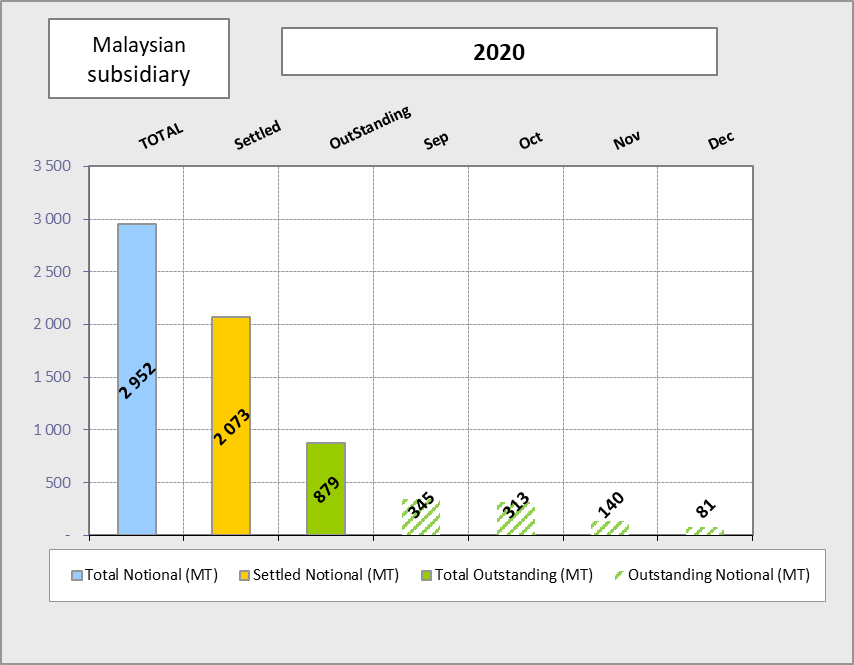 Malaysian
subsidiary
2020
TOTAL
Settled
OutStanding
Sep
Oct
Nov
Dec
3 500
3 000
2 500
2 000
1 500
1 000
500
-
2 952
2 073
879
345
313
140
81
Total Notional (MT)
Settled Notional (MT)
Total Outstanding (MT)
Outstanding Notional (MT)